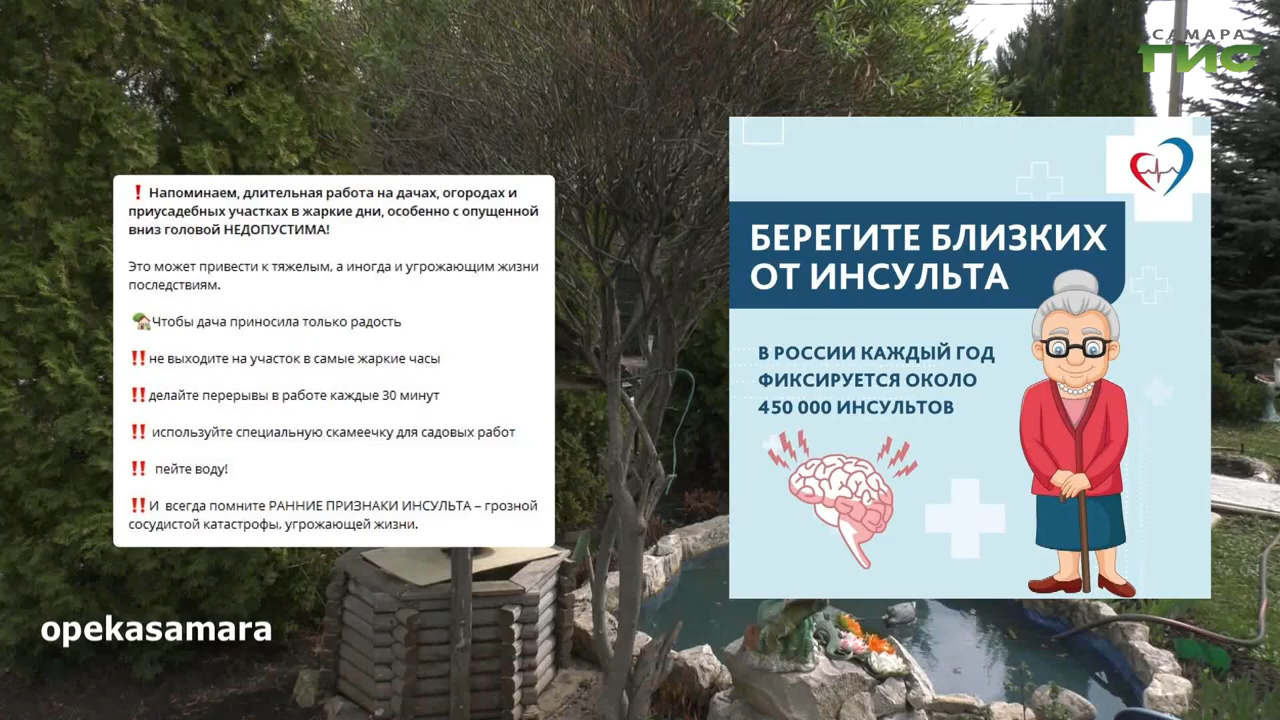 САМАРА
ГИС
❗ Напоминаем, длительная работа на дачах, огородах и
приусадебных участках в жаркие дни, особенно с опущенной
вниз головой НЕДОПУСТИМА!
Это может привести к тяжелым, а иногда и угрожающим жизни
последствиям.
🏡Чтобы дача приносила только радость
‼не выходите на участок в самые жаркие часы
‼делайте перерывы в работе каждые 30 минут
‼ используйте специальную скамеечку для садовых работ
‼ пейте воду!
‼И всегда помните РАННИЕ ПРИЗНАКИ ИНСУЛЬТА – грозной
сосудистой катастрофы, угрожающей жизни.
БЕРЕГИТЕ БЛИЗКИХ
ОТ ИНСУЛЬТА
В РОССИИ КАЖДЫЙ ГОД
ФИКСИРУЕТСЯ ОКОЛО
450 000 ИНСУЛЬТОВ
opekasamara